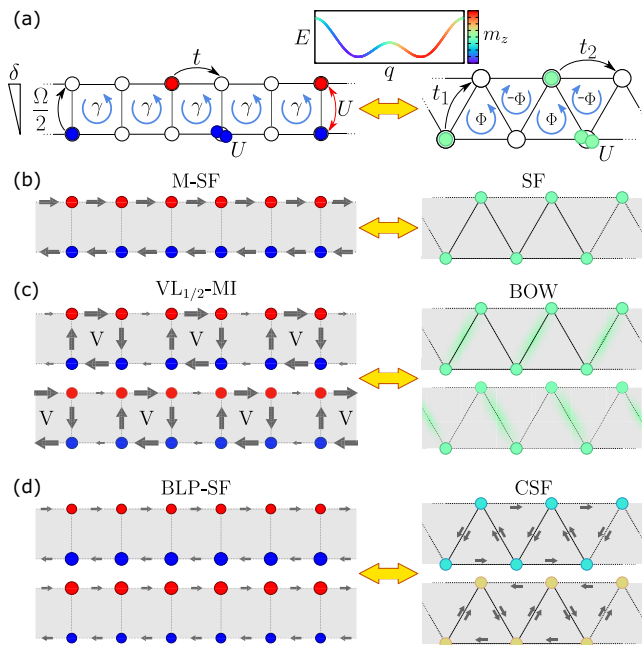 (a)
E
q
m_z
δ
Ω/2
t
γ γ γ γ γ
U
U
t_1
t_2
Φ -Φ Φ -Φ
U
(b)
M-SF
SF
(c)
VL_{1/2}-MI
BOW
V V V
V V V V
(d)
BLP-SF
CSF